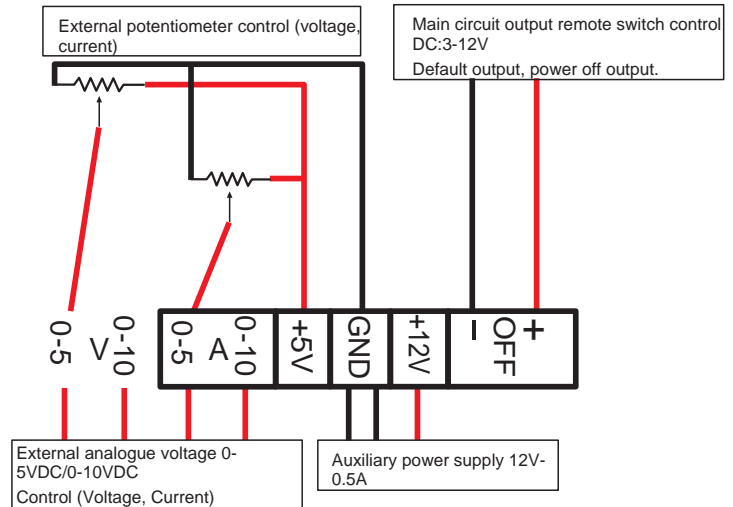 External potentiometer control (voltage,
current)
Main circuit output remote switch control
DC:3-12V
Default output, power off output.
0-5
V
0-10
0-5
A
0-10
+5V
GND
+12V
-
OFF
+
External analogue voltage 0-
5VDC/0-10VDC
Control (Voltage, Current)
Auxiliary power supply 12V-
0.5A